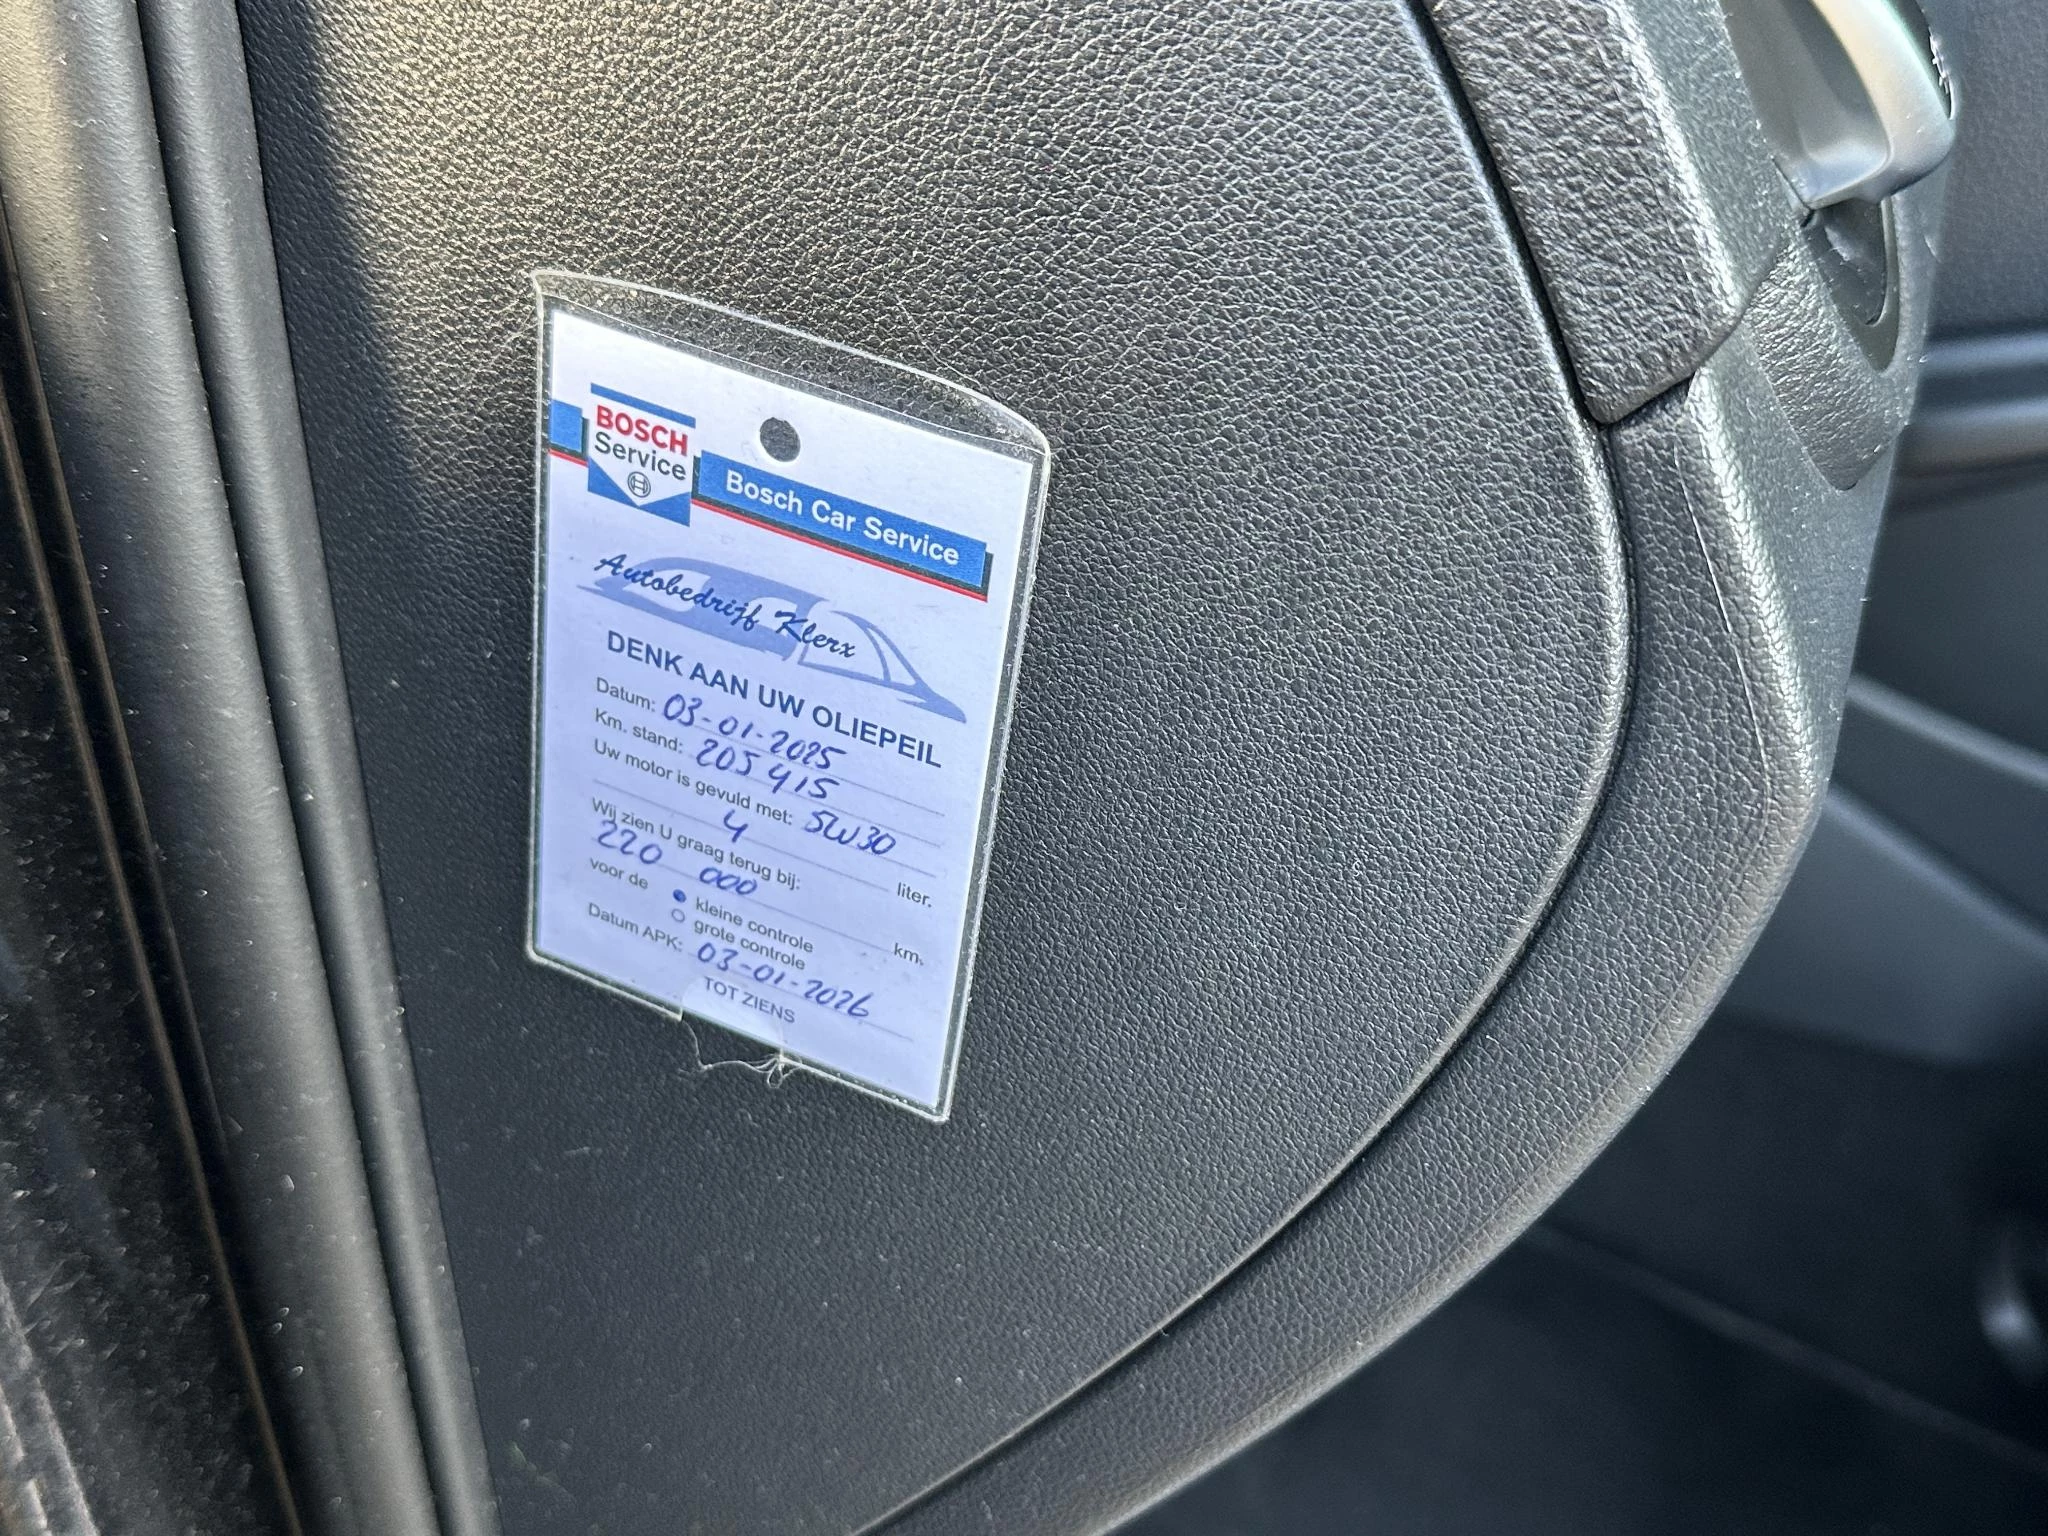 BOSCH
Service
Bosch Car Service
Autobedrijf Klerx
DENK AAN UW OLIEPEIL
Datum: 03-01-2025
Km. stand: 205 415
Uw motor is gevuld met: 5W30
4 liter.
Wij zien U graag terug bij:
220 000 km.
voor de kleine controle
grote controle
Datum APK: 03-01-2026
TOT ZIENS